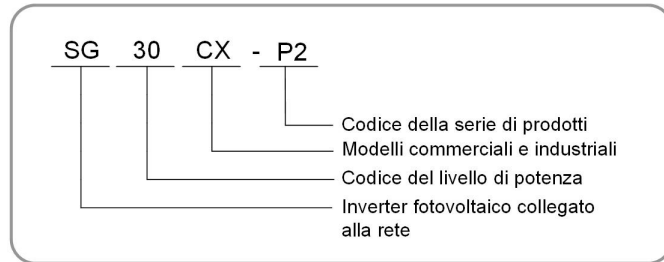 SG 30 CX - P2
Codice della serie di prodotti
Modelli commerciali e industriali
Codice del livello di potenza
Inverter fotovoltaico collegato
alla rete